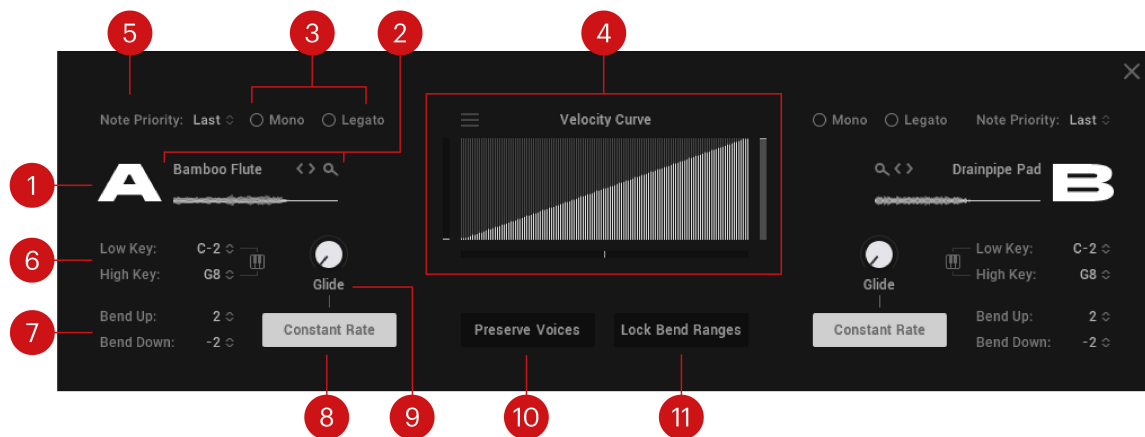 5 3 2 4
Note Priority: Last Mono Legato
Velocity Curve
Mono Legato Note Priority: Last
1 A Bamboo Flute
Drainpipe Pad B
6 Low Key: C-2
High Key: G8
Glide
Glide
Low Key: C-2
High Key: G8
7 Bend Up: 2
Bend Down: -2
Constant Rate
Preserve Voices
Lock Bend Ranges
Constant Rate
Bend Up: 2
Bend Down: -2
8 9 10 11